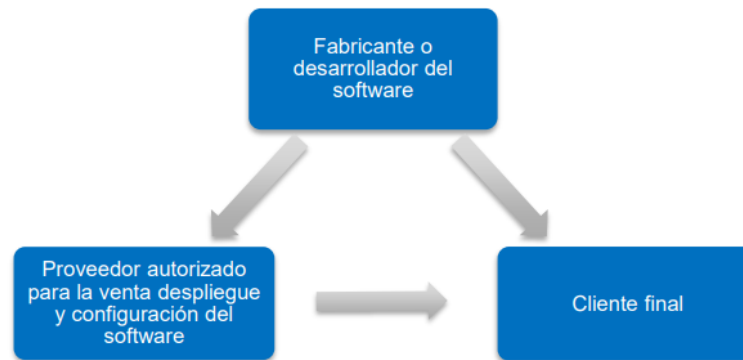 Fabricante o
desarrollador del
software
Proveedor autorizado
para la venta despliegue
y configuración del
software
Cliente final